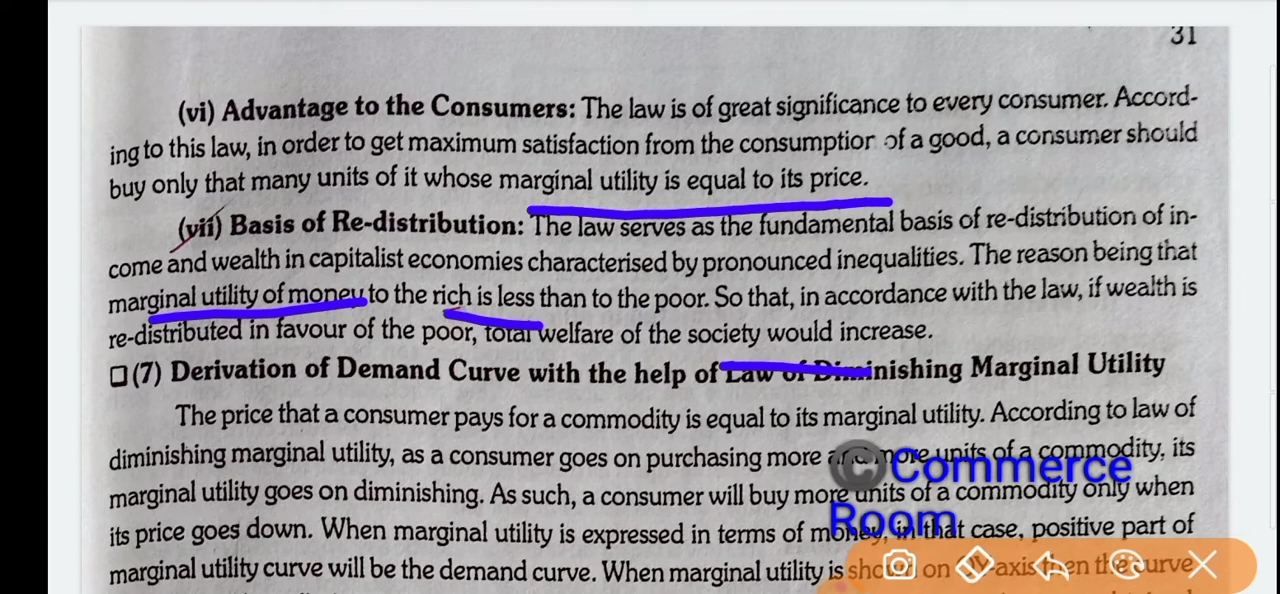 31
(vi) Advantage to the Consumers: The law is of great significance to every consumer. Accord-
ing to this law, in order to get maximum satisfaction from the consumption of a good, a consumer should
buy only that many units of it whose marginal utility is equal to its price.
(vii) Basis of Re-distribution: The law serves as the fundamental basis of re-distribution of in-
come and wealth in capitalist economies characterised by pronounced inequalities. The reason being that
marginal utility of money to the rich is less than to the poor. So that, in accordance with the law, if wealth is
re-distributed in favour of the poor, total welfare of the society would increase.
(7) Derivation of Demand Curve with the help of Law of Diminishing Marginal Utility
The price that a consumer pays for a commodity is equal to its marginal utility. According to law of
diminishing marginal utility, as a consumer goes on purchasing more and more units of a commodity, its
marginal utility goes on diminishing. As such, a consumer will buy more units of a commodity only when
its price goes down. When marginal utility is expressed in terms of money, in that case, positive part of
marginal utility curve will be the demand curve. When marginal utility is on -axis then the curve
© Commerce
Room